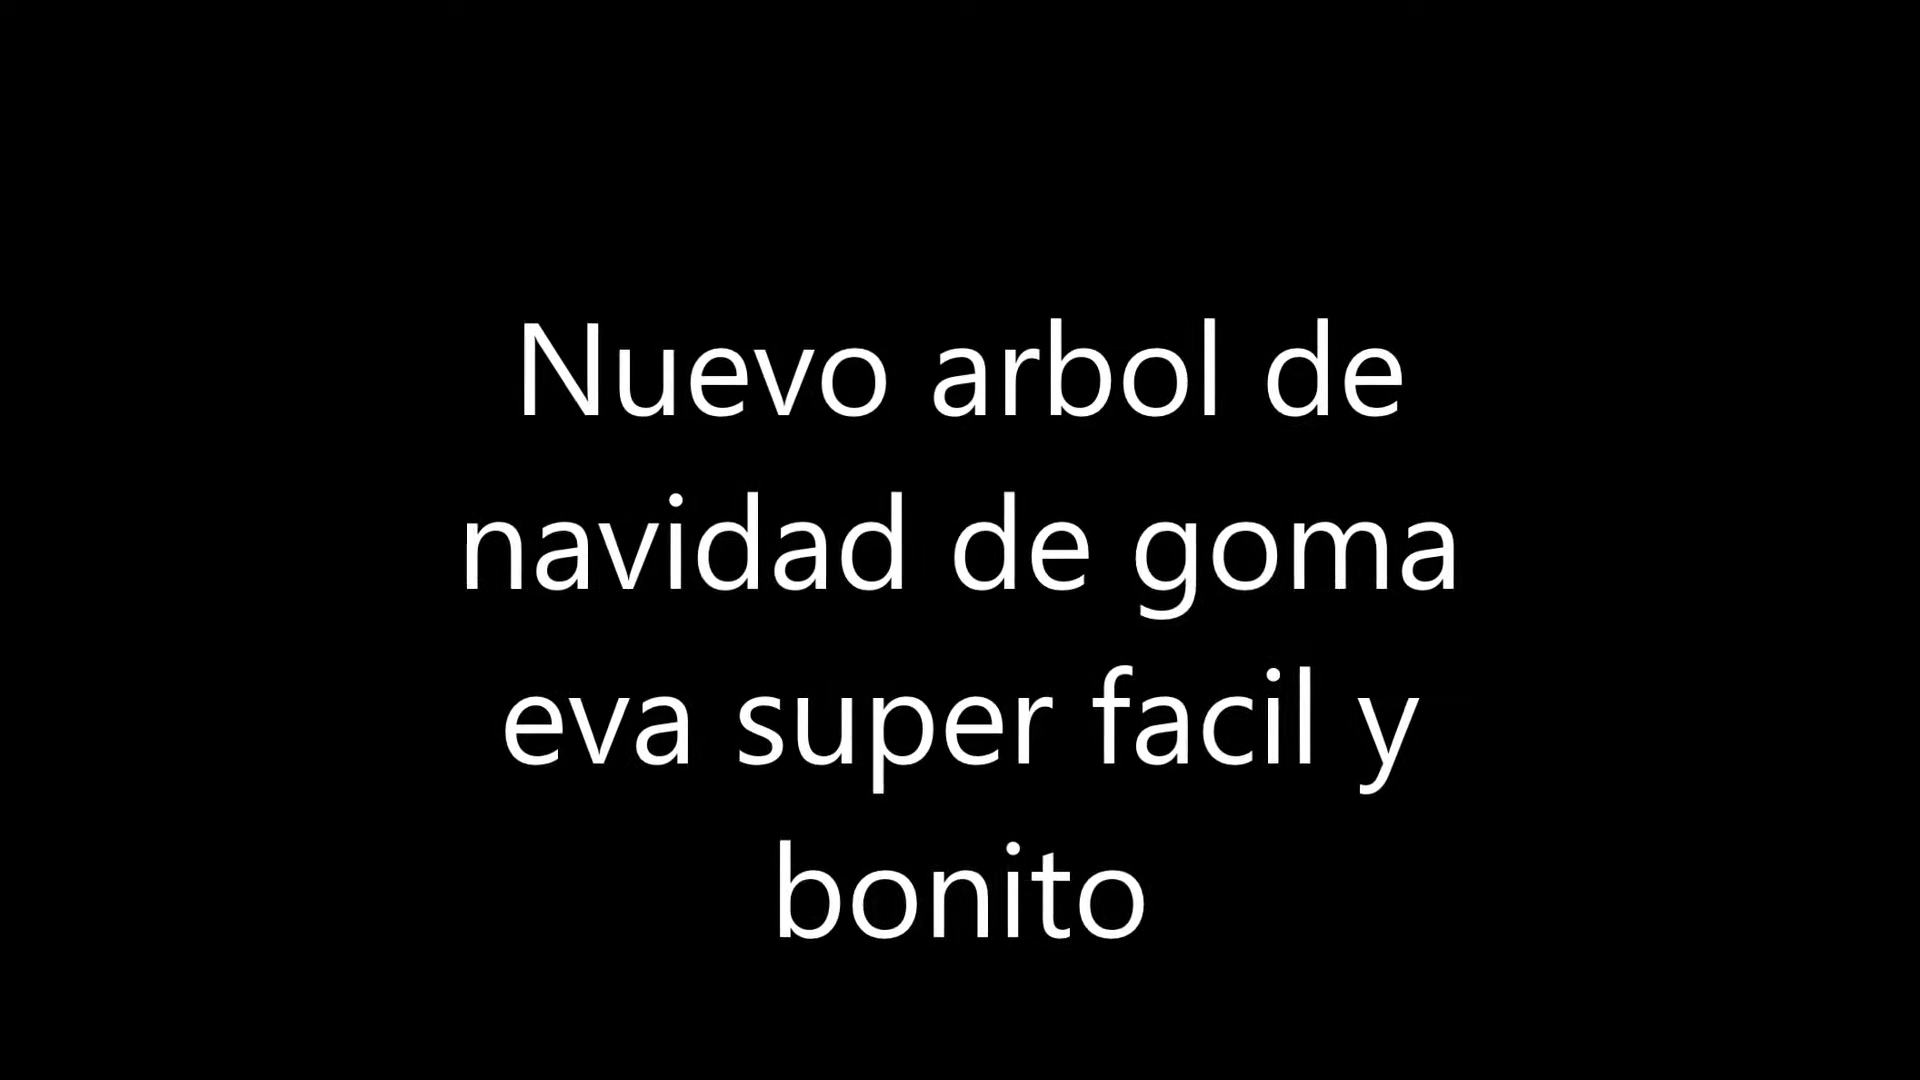 Nuevo arbol de
navidad de goma
eva super facil y
bonito